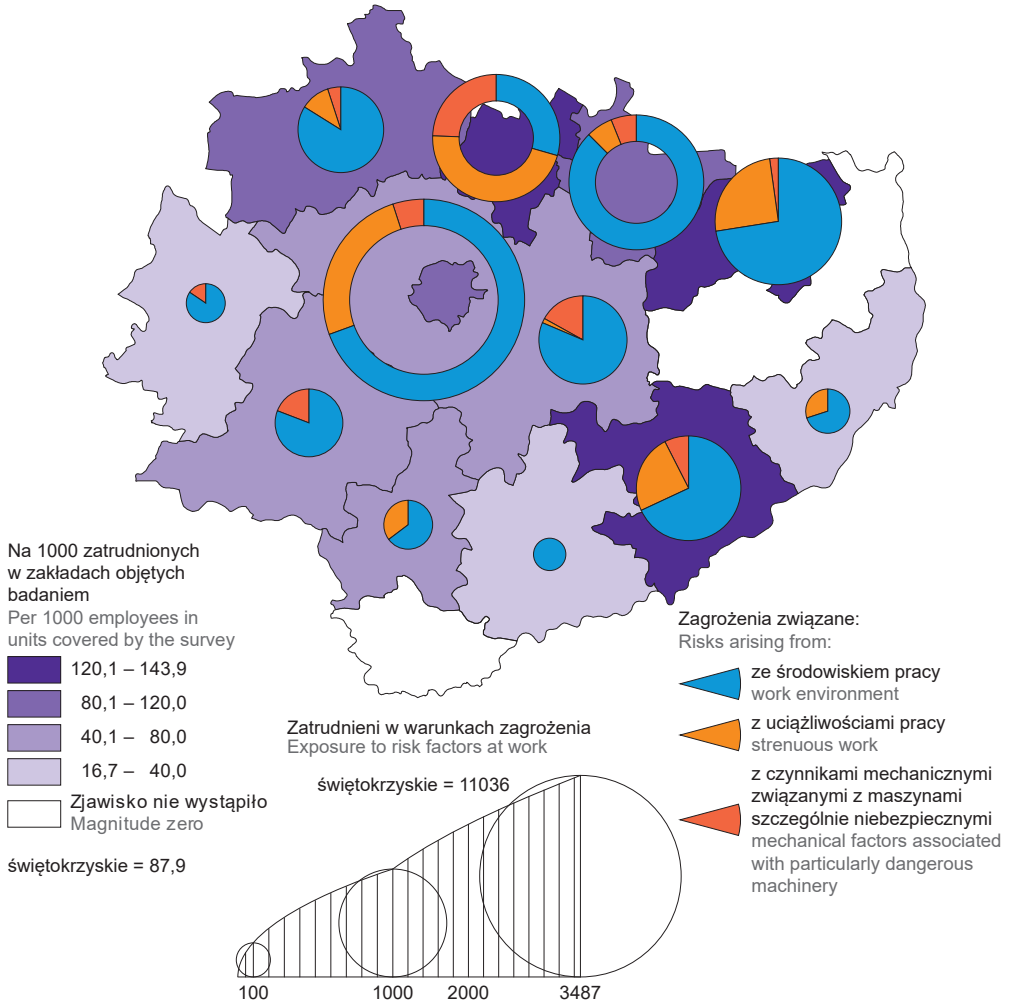 Na 1000 zatrudnionych
w zakładach objętych
badaniem
Per 1000 employees in
units covered by the survey
120,1 – 143,9
80,1 – 120,0
40,1 – 80,0
16,7 – 40,0
Zjawisko nie wystąpiło
Magnitude zero
świętokrzyskie = 87,9
Zatrudnieni w warunkach zagrożenia
Exposure to risk factors at work
świętokrzyskie = 11036
100 1000 2000 3487
Zagrożenia związane:
Risks arising from:
ze środowiskiem pracy
work environment
z uciążliwościami pracy
strenuous work
z czynnikami mechanicznymi
związanymi z maszynami
szczególnie niebezpiecznymi
mechanical factors associated
with particularly dangerous
machinery